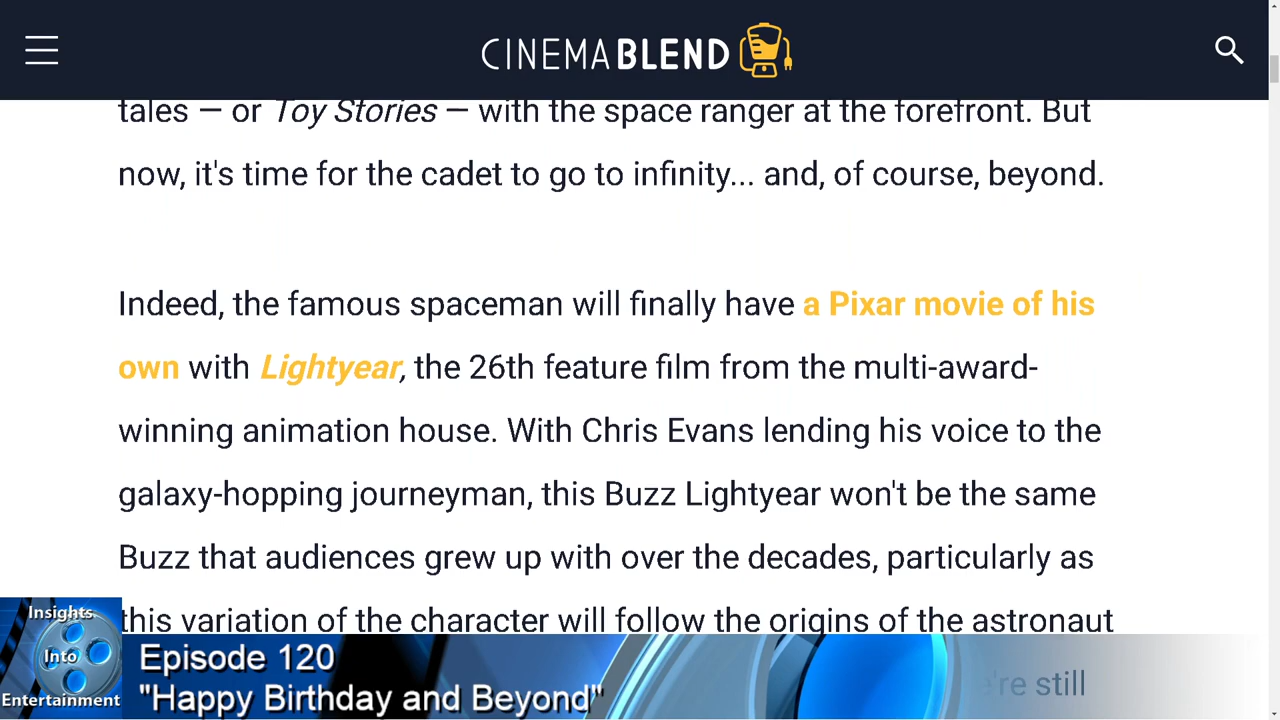 CINEMABLEND
tales — or Toy Stories — with the space ranger at the forefront. But
now, it's time for the cadet to go to infinity... and, of course, beyond.
Indeed, the famous spaceman will finally have a Pixar movie of his
own with Lightyear, the 26th feature film from the multi-award-
winning animation house. With Chris Evans lending his voice to the
galaxy-hopping journeyman, this Buzz Lightyear won't be the same
Buzz that audiences grew up with over the decades, particularly as
this variation of the character will follow the origins of the astronaut
still
Insights
Into
Entertainment
Episode 120
"Happy Birthday and Beyond"